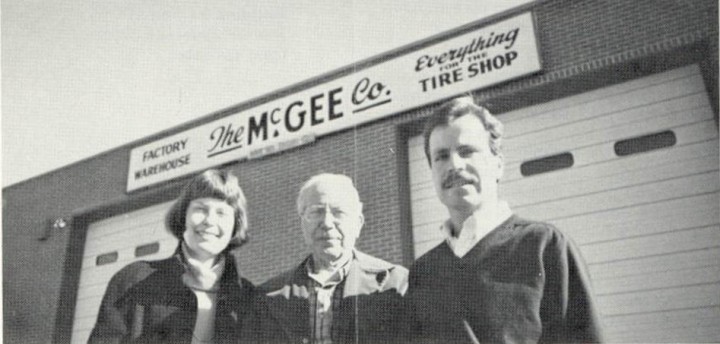 FACTORY
WAREHOUSE
The McGEE Co.
Everything
FOR THE
TIRE SHOP